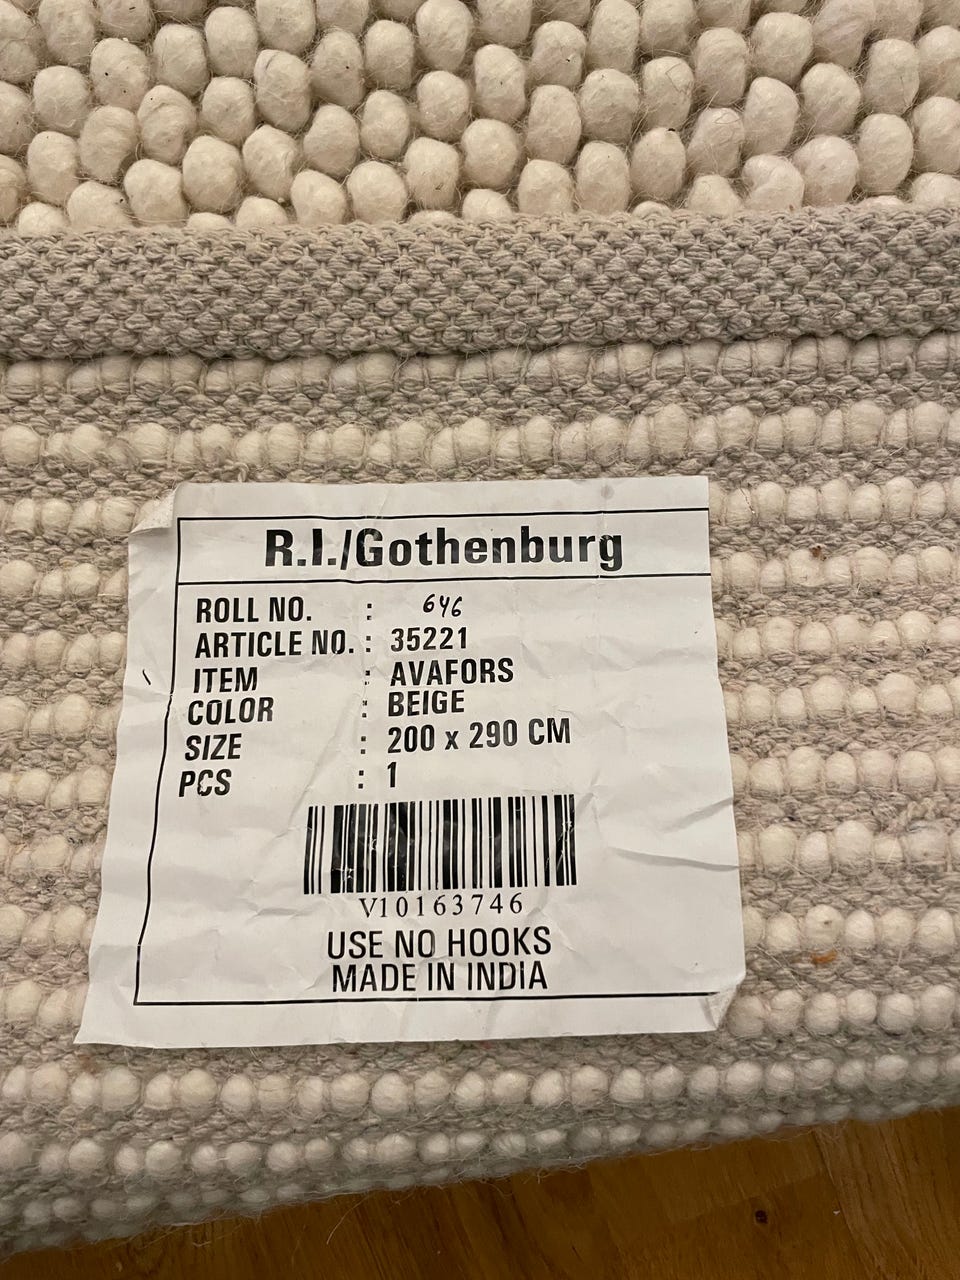 R.I./Gothenburg
ROLL NO. : 646
ARTICLE NO. : 35221
ITEM : AVAFORS
COLOR : BEIGE
SIZE : 200 x 290 CM
PCS : 1
V10163746
USE NO HOOKS
MADE IN INDIA